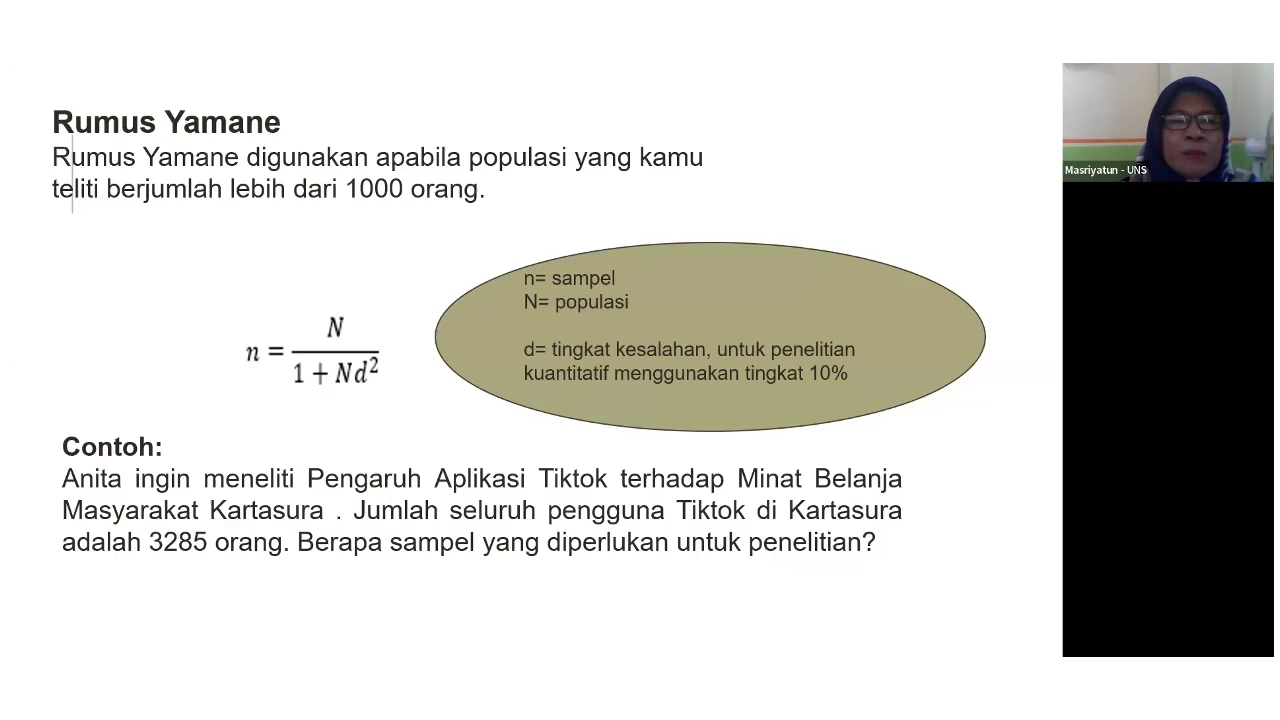 Rumus Yamane
Rumus Yamane digunakan apabila populasi yang kamu
teliti berjumlah lebih dari 1000 orang.
n= sampel
N= populasi
d= tingkat kesalahan, untuk penelitian
kuantitatif menggunakan tingkat 10%
n = N / (1 + Nd²)
Contoh:
Anita ingin meneliti Pengaruh Aplikasi Tiktok terhadap Minat Belanja
Masyarakat Kartasura . Jumlah seluruh pengguna Tiktok di Kartasura
adalah 3285 orang. Berapa sampel yang diperlukan untuk penelitian?
Masriyatun - UNS